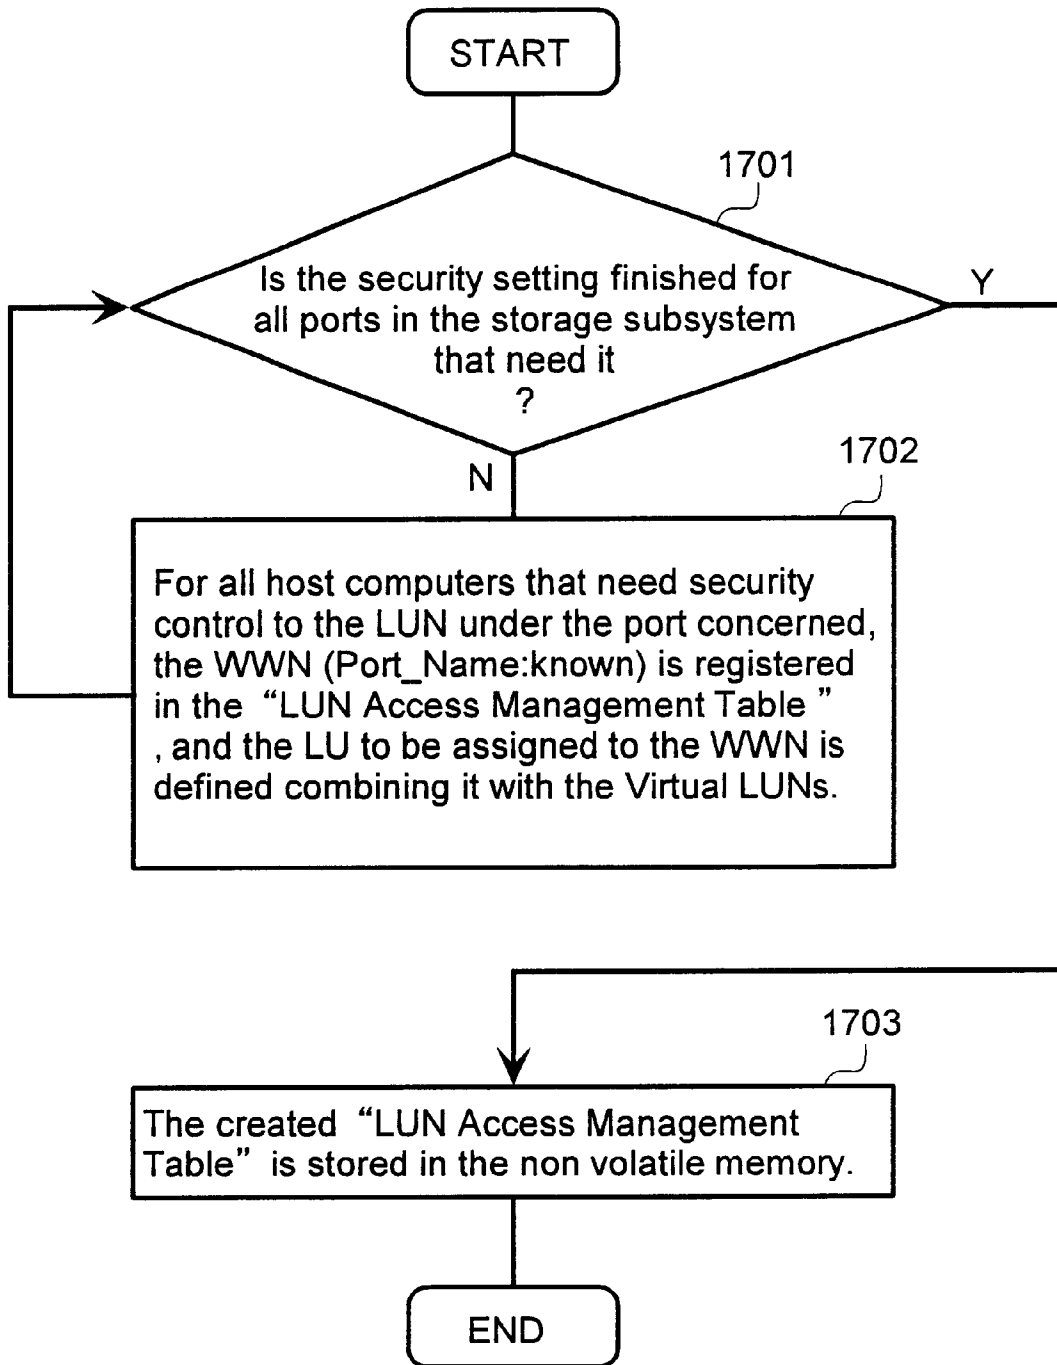 START
1701
Is the security setting finished for
all ports in the storage subsystem
that need it
?
Y
N
1702
For all host computers that need security
control to the LUN under the port concerned,
the WWN (Port_Name:known) is registered
in the “LUN Access Management Table ”
, and the LU to be assigned to the WWN is
defined combining it with the Virtual LUNs.
1703
The created “LUN Access Management
Table” is stored in the non volatile memory.
END